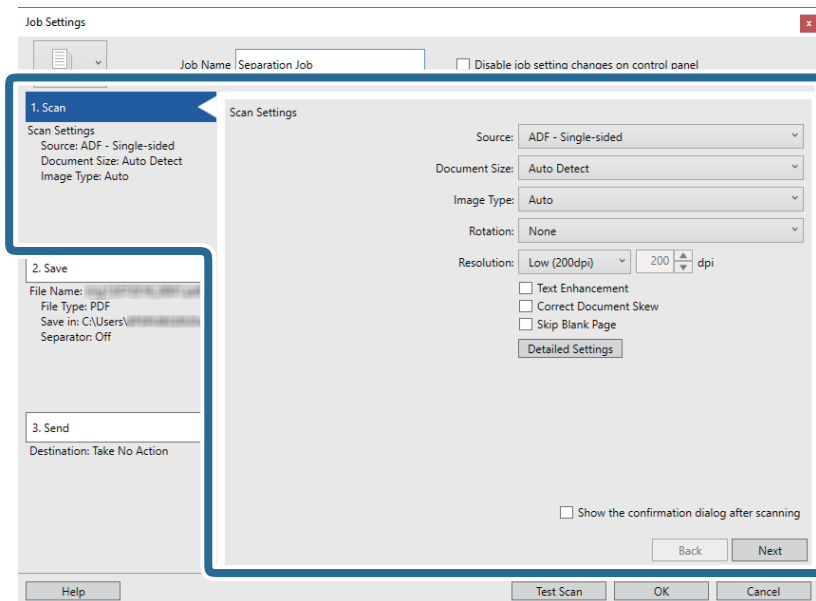 Job Settings
x
Job Name Separation Job
Disable job setting changes on control panel
1. Scan
Scan Settings
Source: ADF - Single-sided
Document Size: Auto Detect
Image Type: Auto
2. Save
File Name:
File Type: PDF
Save in: C:\Users\
Separator: Off
3. Send
Destination: Take No Action
Scan Settings
Source: ADF - Single-sided
Document Size: Auto Detect
Image Type: Auto
Rotation: None
Resolution: Low (200dpi) 200 dpi
Text Enhancement
Correct Document Skew
Skip Blank Page
Detailed Settings
Show the confirmation dialog after scanning
Back Next
Help Test Scan OK Cancel